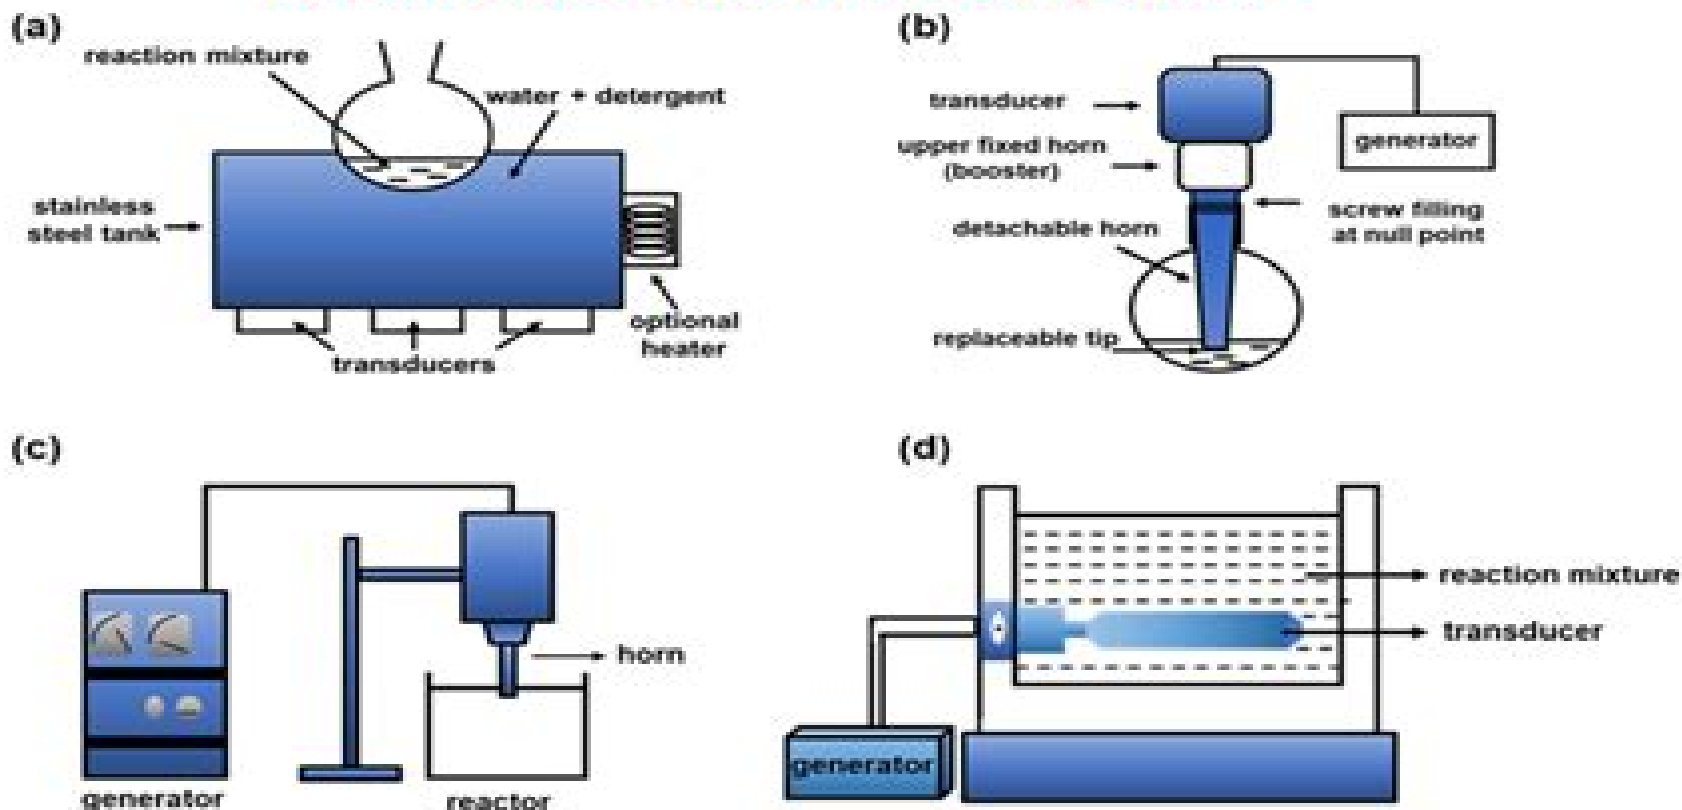 (a)
reaction mixture
water + detergent
stainless
steel tank
optional
heater
transducers
(b)
transducer
generator
upper fixed horn
(booster)
screw filling
at null point
detachable horn
replaceable tip
(c)
horn
generator
reactor
(d)
reaction mixture
transducer
generator